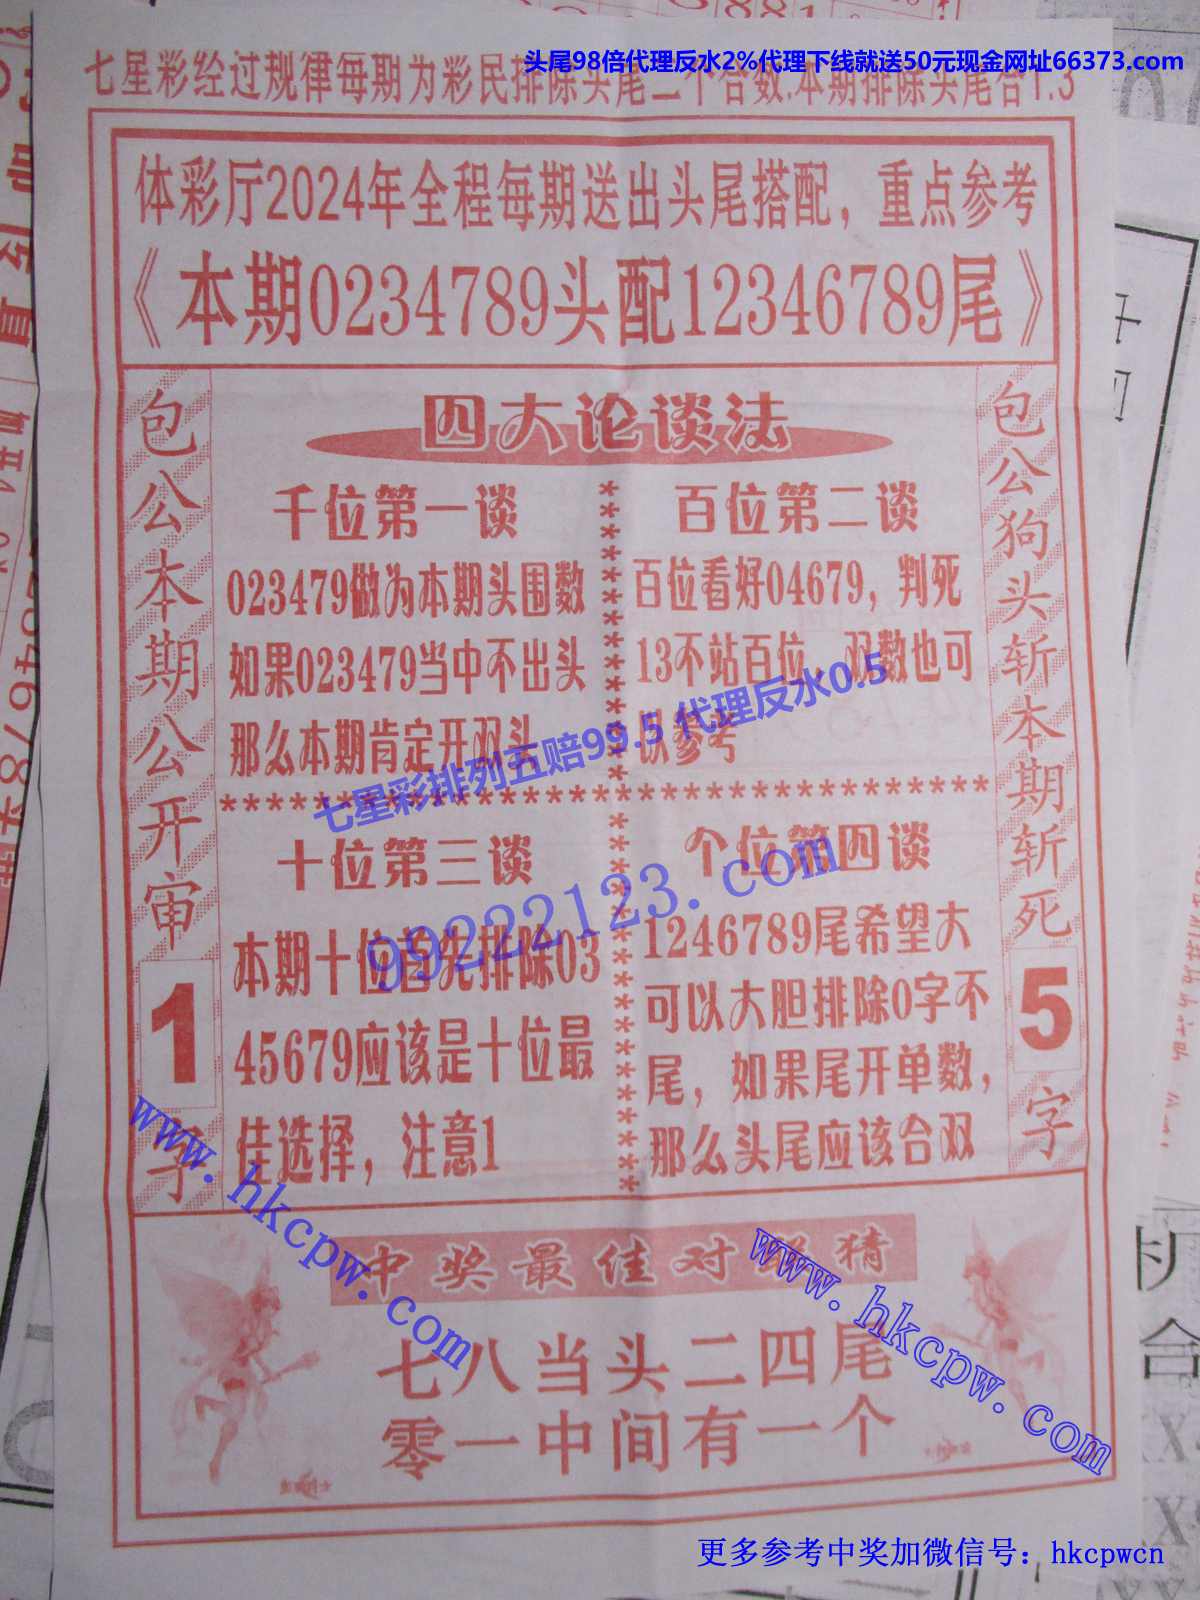 头尾98倍代理反水2%代理下线就送50元现金网址66373.com
七星彩经过规律每期为彩民排除头尾二个合数.本期排除头尾合1.3
体彩厅2024年全程每期送出头尾搭配，重点参考
《本期0234789头配12346789尾》
包公本期公开审1字
四大论谈法
千位第一谈
023479做为本期头围数
如果023479当中不出头
那么本期肯定开双头
百位第二谈
百位看好04679，判死
13不站百位，双数也可
以参考
七星彩排列五赔99.5 代理反水0.5
99222123.com
十位第三谈
本期十位首先排除03
45679应该是十位最
佳选择，注意1
个位第四谈
1246789尾希望大
可以大胆排除0字不
尾，如果尾开单数，
那么头尾应该合双
包公狗头斩本期斩死5字
www.hkcpw.com
www.hkcpw.com
中奖最佳对联猜
七八当头二四尾
零一中间有一个
更多参考中奖加微信号：hkcpwcn